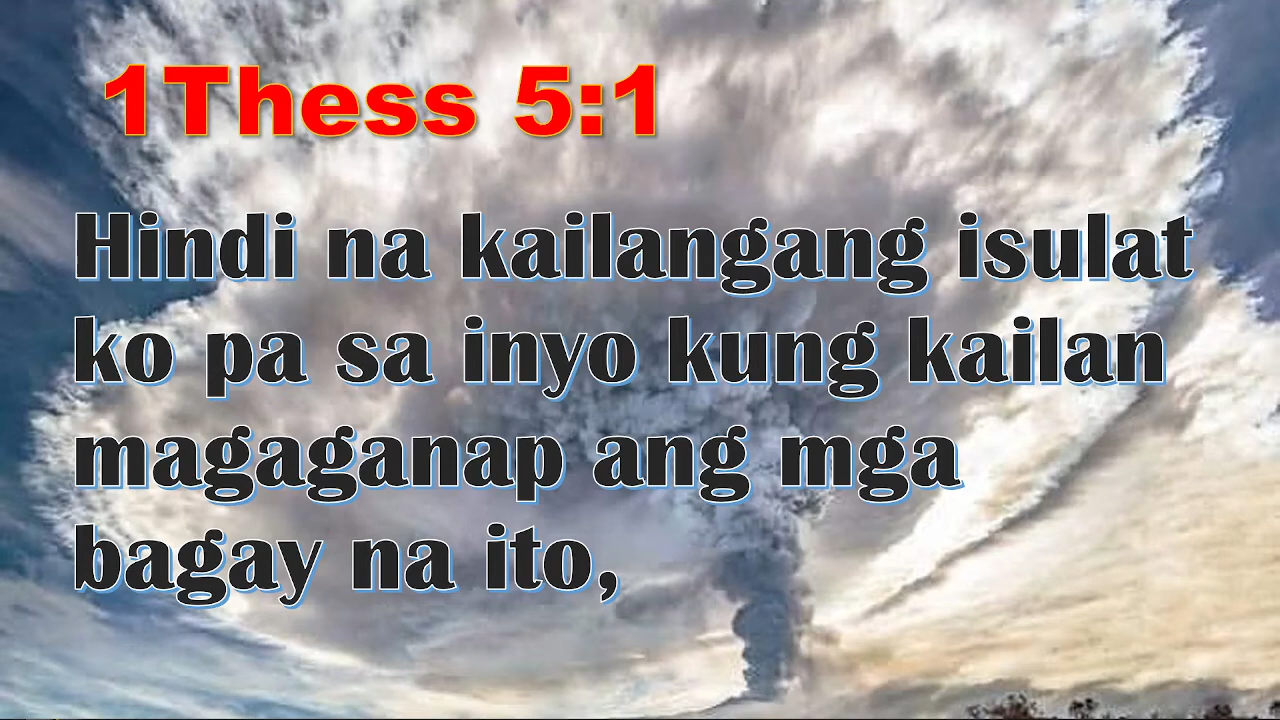 1Thess 5:1
Hindi na kailangang isulat
ko pa sa inyo kung kailan
magaganap ang mga
bagay na ito,